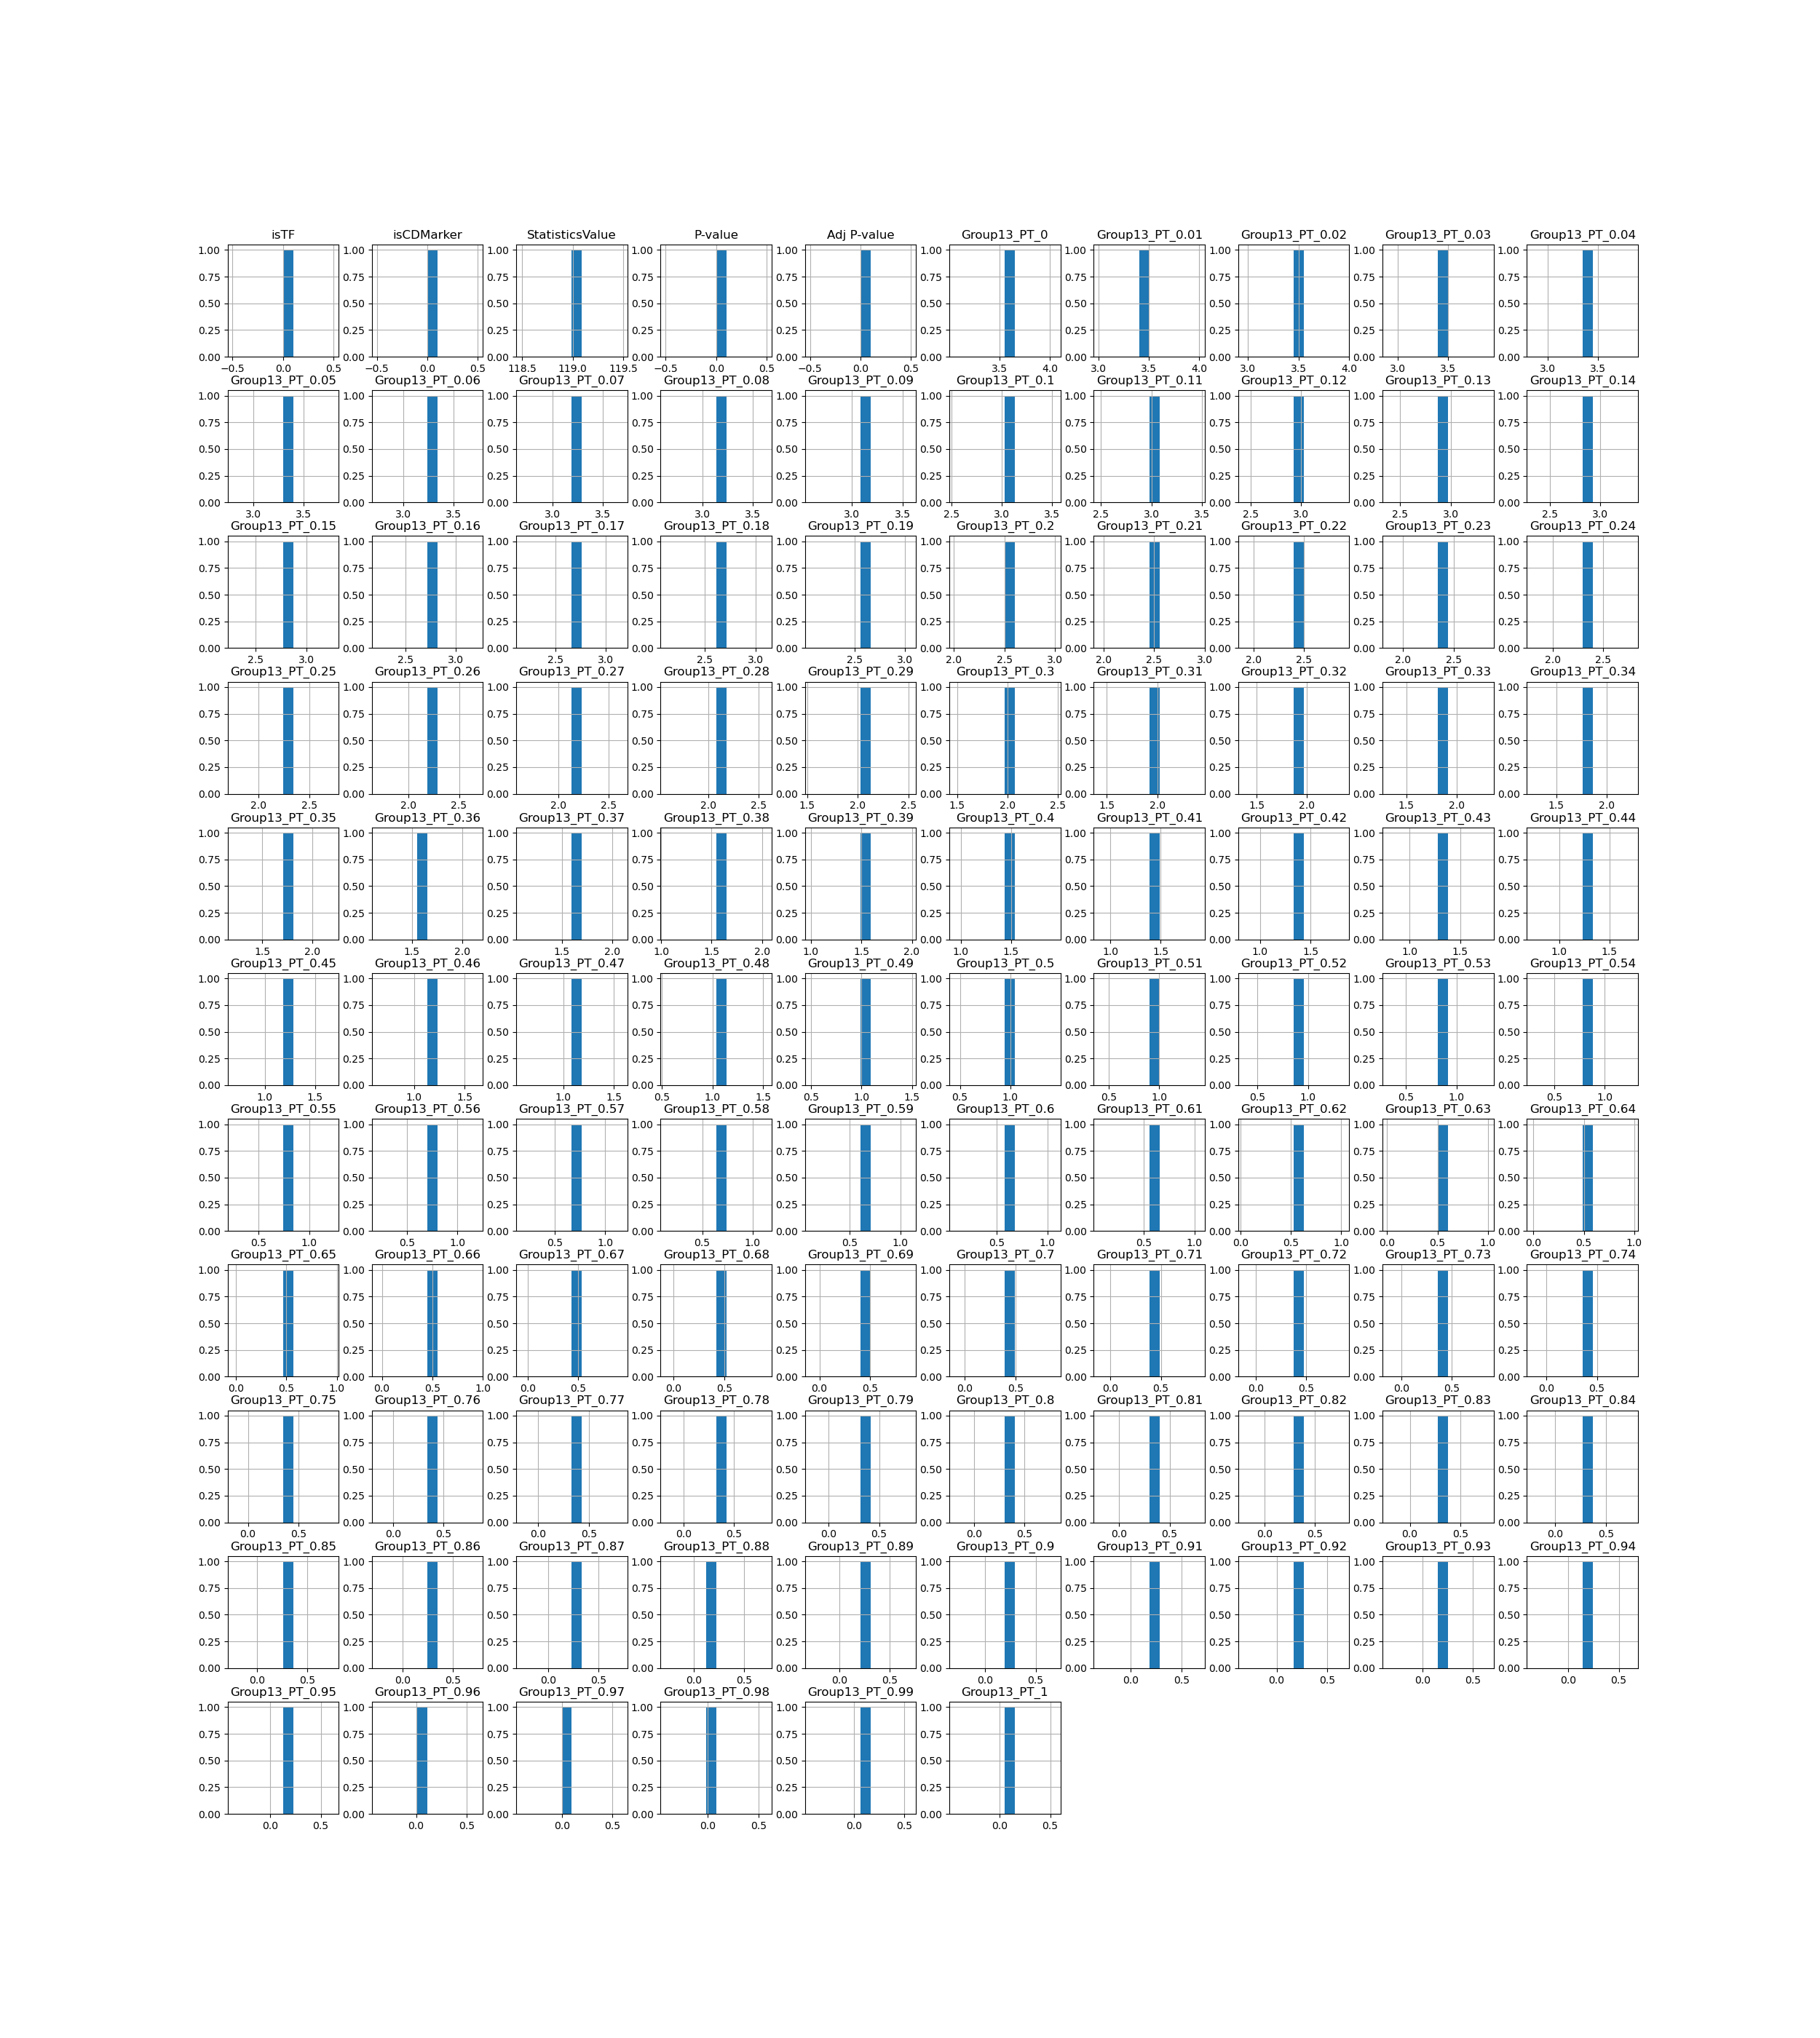 isTF isCDMarker StatisticsValue P-value Adj P-value Group13_PT_0 Group13_PT_0.01 Group13_PT_0.02 Group13_PT_0.03 Group13_PT_0.04
1.00 1.00 1.00 1.00 1.00 1.00 1.00 1.00 1.00 1.00
0.75 0.75 0.75 0.75 0.75 0.75 0.75 0.75 0.75 0.75
0.50 0.50 0.50 0.50 0.50 0.50 0.50 0.50 0.50 0.50
0.25 0.25 0.25 0.25 0.25 0.25 0.25 0.25 0.25 0.25
0.00 0.00 0.00 0.00 0.00 0.00 0.00 0.00 0.00 0.00
−0.5 0.0 0.5 −0.5 0.0 0.5 118.5 119.0 119.5 −0.5 0.0 0.5 −0.5 0.0 0.5 3.5 4.0 3.0 3.5 4.0 3.0 3.5 4.0 3.0 3.5 3.0 3.5
Group13_PT_0.05 Group13_PT_0.06 Group13_PT_0.07 Group13_PT_0.08 Group13_PT_0.09 Group13_PT_0.1 Group13_PT_0.11 Group13_PT_0.12 Group13_PT_0.13 Group13_PT_0.14
1.00 1.00 1.00 1.00 1.00 1.00 1.00 1.00 1.00 1.00
0.75 0.75 0.75 0.75 0.75 0.75 0.75 0.75 0.75 0.75
0.50 0.50 0.50 0.50 0.50 0.50 0.50 0.50 0.50 0.50
0.25 0.25 0.25 0.25 0.25 0.25 0.25 0.25 0.25 0.25
0.00 0.00 0.00 0.00 0.00 0.00 0.00 0.00 0.00 0.00
3.0 3.5 3.0 3.5 3.0 3.5 3.0 3.5 3.0 3.5 2.5 3.0 3.5 2.5 3.0 3.5 2.5 3.0 2.5 3.0 2.5 3.0
Group13_PT_0.15 Group13_PT_0.16 Group13_PT_0.17 Group13_PT_0.18 Group13_PT_0.19 Group13_PT_0.2 Group13_PT_0.21 Group13_PT_0.22 Group13_PT_0.23 Group13_PT_0.24
1.00 1.00 1.00 1.00 1.00 1.00 1.00 1.00 1.00 1.00
0.75 0.75 0.75 0.75 0.75 0.75 0.75 0.75 0.75 0.75
0.50 0.50 0.50 0.50 0.50 0.50 0.50 0.50 0.50 0.50
0.25 0.25 0.25 0.25 0.25 0.25 0.25 0.25 0.25 0.25
0.00 0.00 0.00 0.00 0.00 0.00 0.00 0.00 0.00 0.00
2.5 3.0 2.5 3.0 2.5 3.0 2.5 3.0 2.5 3.0 2.0 2.5 3.0 2.0 2.5 3.0 2.0 2.5 2.0 2.5 2.0 2.5
Group13_PT_0.25 Group13_PT_0.26 Group13_PT_0.27 Group13_PT_0.28 Group13_PT_0.29 Group13_PT_0.3 Group13_PT_0.31 Group13_PT_0.32 Group13_PT_0.33 Group13_PT_0.34
1.00 1.00 1.00 1.00 1.00 1.00 1.00 1.00 1.00 1.00
0.75 0.75 0.75 0.75 0.75 0.75 0.75 0.75 0.75 0.75
0.50 0.50 0.50 0.50 0.50 0.50 0.50 0.50 0.50 0.50
0.25 0.25 0.25 0.25 0.25 0.25 0.25 0.25 0.25 0.25
0.00 0.00 0.00 0.00 0.00 0.00 0.00 0.00 0.00 0.00
2.0 2.5 2.0 2.5 2.0 2.5 2.0 2.5 1.5 2.0 2.5 1.5 2.0 2.5 1.5 2.0 1.5 2.0 1.5 2.0 1.5 2.0
Group13_PT_0.35 Group13_PT_0.36 Group13_PT_0.37 Group13_PT_0.38 Group13_PT_0.39 Group13_PT_0.4 Group13_PT_0.41 Group13_PT_0.42 Group13_PT_0.43 Group13_PT_0.44
1.00 1.00 1.00 1.00 1.00 1.00 1.00 1.00 1.00 1.00
0.75 0.75 0.75 0.75 0.75 0.75 0.75 0.75 0.75 0.75
0.50 0.50 0.50 0.50 0.50 0.50 0.50 0.50 0.50 0.50
0.25 0.25 0.25 0.25 0.25 0.25 0.25 0.25 0.25 0.25
0.00 0.00 0.00 0.00 0.00 0.00 0.00 0.00 0.00 0.00
1.5 2.0 1.5 2.0 1.5 2.0 1.0 1.5 2.0 1.0 1.5 2.0 1.0 1.5 1.0 1.5 1.0 1.5 1.0 1.5 1.0 1.5
Group13_PT_0.45 Group13_PT_0.46 Group13_PT_0.47 Group13_PT_0.48 Group13_PT_0.49 Group13_PT_0.5 Group13_PT_0.51 Group13_PT_0.52 Group13_PT_0.53 Group13_PT_0.54
1.00 1.00 1.00 1.00 1.00 1.00 1.00 1.00 1.00 1.00
0.75 0.75 0.75 0.75 0.75 0.75 0.75 0.75 0.75 0.75
0.50 0.50 0.50 0.50 0.50 0.50 0.50 0.50 0.50 0.50
0.25 0.25 0.25 0.25 0.25 0.25 0.25 0.25 0.25 0.25
0.00 0.00 0.00 0.00 0.00 0.00 0.00 0.00 0.00 0.00
1.0 1.5 1.0 1.5 1.0 1.5 0.5 1.0 1.5 0.5 1.0 1.5 0.5 1.0 0.5 1.0 0.5 1.0 0.5 1.0 0.5 1.0
Group13_PT_0.55 Group13_PT_0.56 Group13_PT_0.57 Group13_PT_0.58 Group13_PT_0.59 Group13_PT_0.6 Group13_PT_0.61 Group13_PT_0.62 Group13_PT_0.63 Group13_PT_0.64
1.00 1.00 1.00 1.00 1.00 1.00 1.00 1.00 1.00 1.00
0.75 0.75 0.75 0.75 0.75 0.75 0.75 0.75 0.75 0.75
0.50 0.50 0.50 0.50 0.50 0.50 0.50 0.50 0.50 0.50
0.25 0.25 0.25 0.25 0.25 0.25 0.25 0.25 0.25 0.25
0.00 0.00 0.00 0.00 0.00 0.00 0.00 0.00 0.00 0.00
0.5 1.0 0.5 1.0 0.5 1.0 0.5 1.0 0.5 1.0 0.5 1.0 0.5 1.0 0.0 0.5 1.0 0.0 0.5 1.0 0.0 0.5 1.0
Group13_PT_0.65 Group13_PT_0.66 Group13_PT_0.67 Group13_PT_0.68 Group13_PT_0.69 Group13_PT_0.7 Group13_PT_0.71 Group13_PT_0.72 Group13_PT_0.73 Group13_PT_0.74
1.00 1.00 1.00 1.00 1.00 1.00 1.00 1.00 1.00 1.00
0.75 0.75 0.75 0.75 0.75 0.75 0.75 0.75 0.75 0.75
0.50 0.50 0.50 0.50 0.50 0.50 0.50 0.50 0.50 0.50
0.25 0.25 0.25 0.25 0.25 0.25 0.25 0.25 0.25 0.25
0.00 0.00 0.00 0.00 0.00 0.00 0.00 0.00 0.00 0.00
0.0 0.5 1.0 0.0 0.5 1.0 0.0 0.5 0.0 0.5 0.0 0.5 0.0 0.5 0.0 0.5 0.0 0.5 0.0 0.5 0.0 0.5
Group13_PT_0.75 Group13_PT_0.76 Group13_PT_0.77 Group13_PT_0.78 Group13_PT_0.79 Group13_PT_0.8 Group13_PT_0.81 Group13_PT_0.82 Group13_PT_0.83 Group13_PT_0.84
1.00 1.00 1.00 1.00 1.00 1.00 1.00 1.00 1.00 1.00
0.75 0.75 0.75 0.75 0.75 0.75 0.75 0.75 0.75 0.75
0.50 0.50 0.50 0.50 0.50 0.50 0.50 0.50 0.50 0.50
0.25 0.25 0.25 0.25 0.25 0.25 0.25 0.25 0.25 0.25
0.00 0.00 0.00 0.00 0.00 0.00 0.00 0.00 0.00 0.00
0.0 0.5 0.0 0.5 0.0 0.5 0.0 0.5 0.0 0.5 0.0 0.5 0.0 0.5 0.0 0.5 0.0 0.5 0.0 0.5
Group13_PT_0.85 Group13_PT_0.86 Group13_PT_0.87 Group13_PT_0.88 Group13_PT_0.89 Group13_PT_0.9 Group13_PT_0.91 Group13_PT_0.92 Group13_PT_0.93 Group13_PT_0.94
1.00 1.00 1.00 1.00 1.00 1.00 1.00 1.00 1.00 1.00
0.75 0.75 0.75 0.75 0.75 0.75 0.75 0.75 0.75 0.75
0.50 0.50 0.50 0.50 0.50 0.50 0.50 0.50 0.50 0.50
0.25 0.25 0.25 0.25 0.25 0.25 0.25 0.25 0.25 0.25
0.00 0.00 0.00 0.00 0.00 0.00 0.00 0.00 0.00 0.00
0.0 0.5 0.0 0.5 0.0 0.5 0.0 0.5 0.0 0.5 0.0 0.5 0.0 0.5 0.0 0.5 0.0 0.5 0.0 0.5
Group13_PT_0.95 Group13_PT_0.96 Group13_PT_0.97 Group13_PT_0.98 Group13_PT_0.99 Group13_PT_1
1.00 1.00 1.00 1.00 1.00 1.00
0.75 0.75 0.75 0.75 0.75 0.75
0.50 0.50 0.50 0.50 0.50 0.50
0.25 0.25 0.25 0.25 0.25 0.25
0.00 0.00 0.00 0.00 0.00 0.00
0.0 0.5 0.0 0.5 0.0 0.5 0.0 0.5 0.0 0.5 0.0 0.5